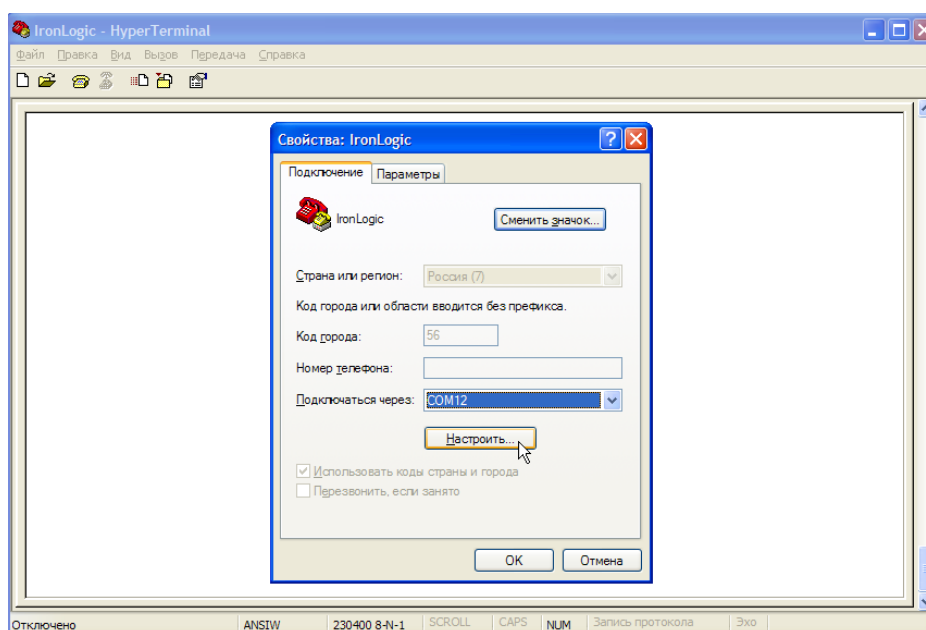 IronLogic - HyperTerminal
Файл Правка Вид Вызов Передача Справка
Свойства: IronLogic
Подключение Параметры
IronLogic Сменить значок...
Страна или регион: Россия (7)
Код города или области вводится без префикса.
Код города: 56
Номер телефона:
Подключаться через: COM12
Настроить...
Использовать коды страны и города
Перезвонить, если занято
OK Отмена
Отключено ANSIW 230400 8-N-1 SCROLL CAPS NUM Запись протокола Эхо